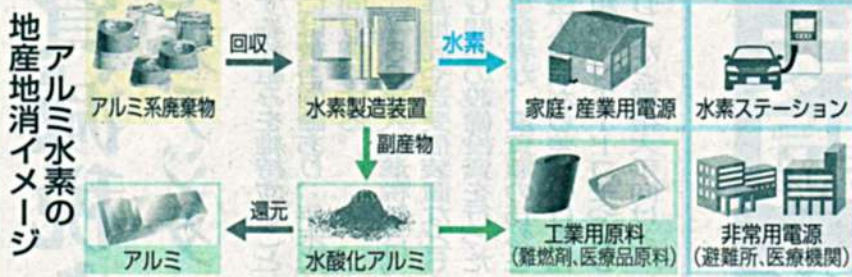 アルミ水素の
地産地消イメージ
アルミ系廃棄物
回収
水素製造装置
水素
家庭・産業用電源
水素ステーション
副産物
アルミ
還元
水酸化アルミ
工業用原料
(難燃剤、医療品原料)
非常用電源
(避難所、医療機関)